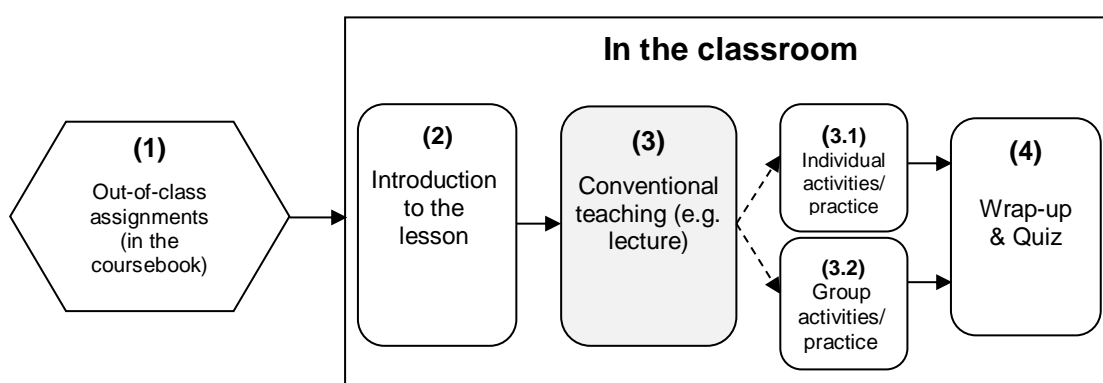 In the classroom
(1)
Out-of-class
assignments
(in the
coursebook)
(2)
Introduction
to the
lesson
(3)
Conventional
teaching (e.g.
lecture)
(3.1)
Individual
activities/
practice
(3.2)
Group
activities/
practice
(4)
Wrap-up
& Quiz